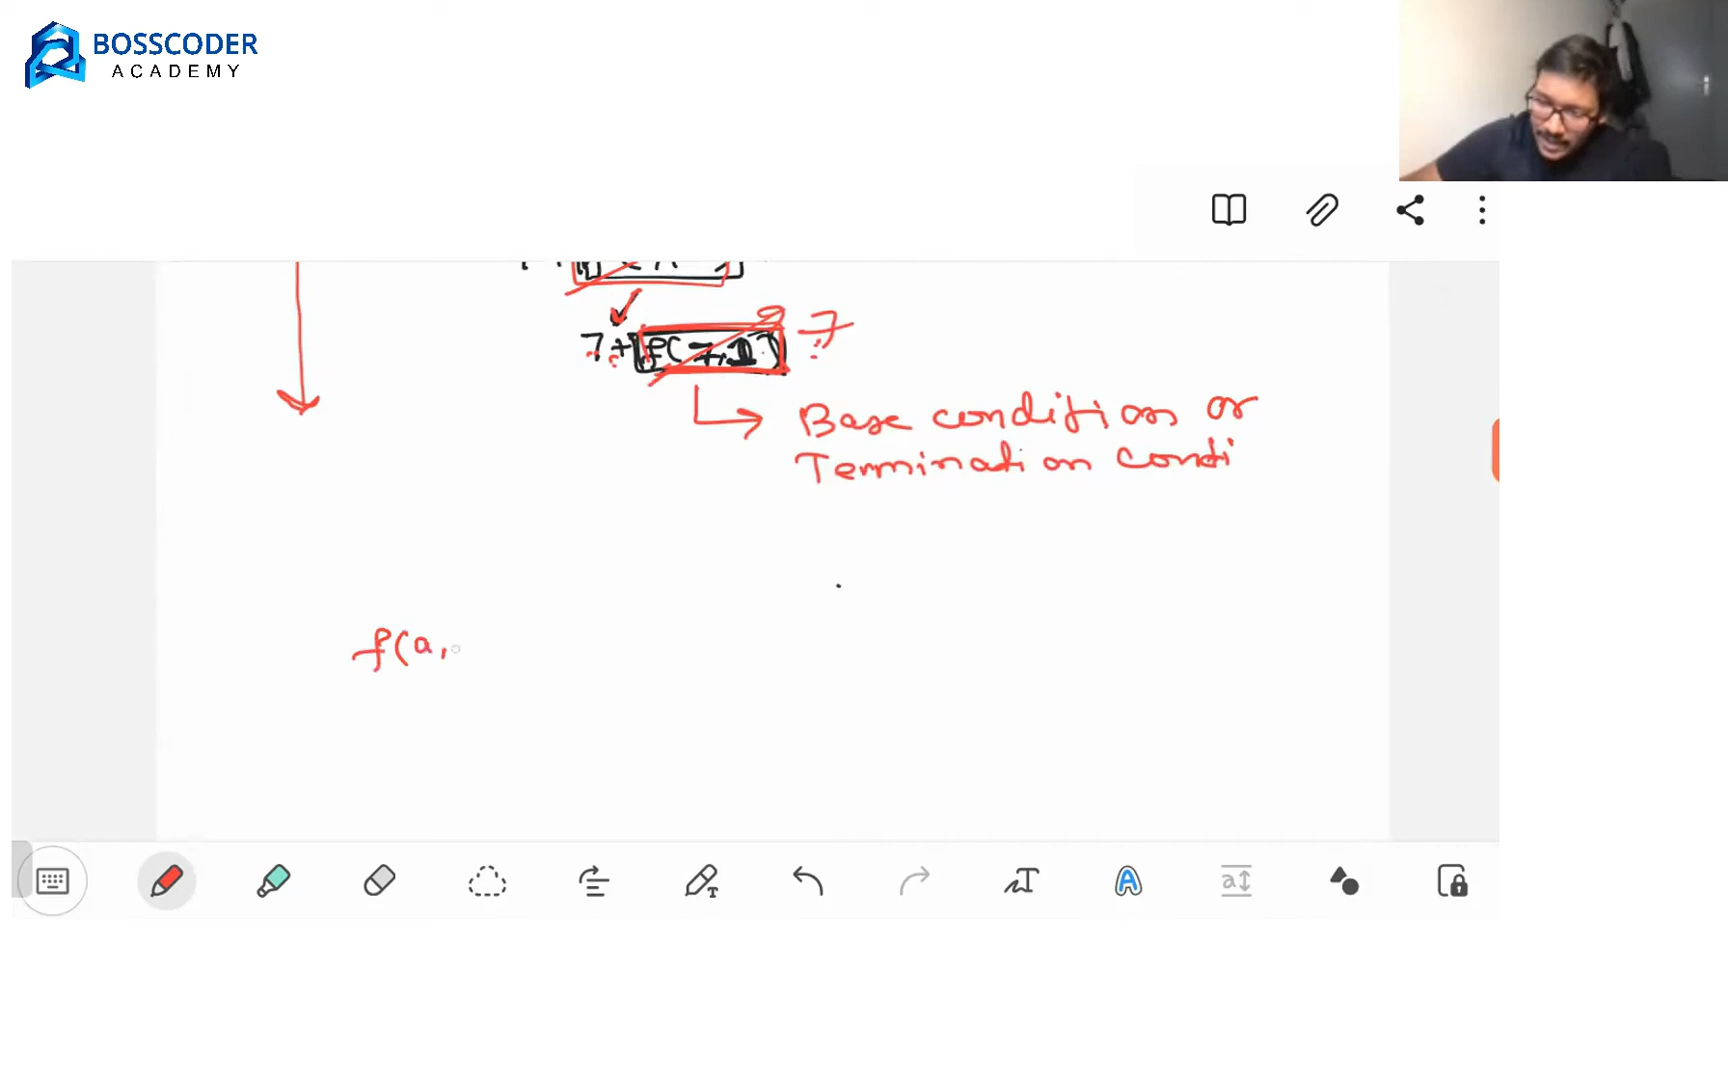 BOSSCODER
ACADEMY
7+ f(7,1) 7
Base condition or
Termination condi
f(a,